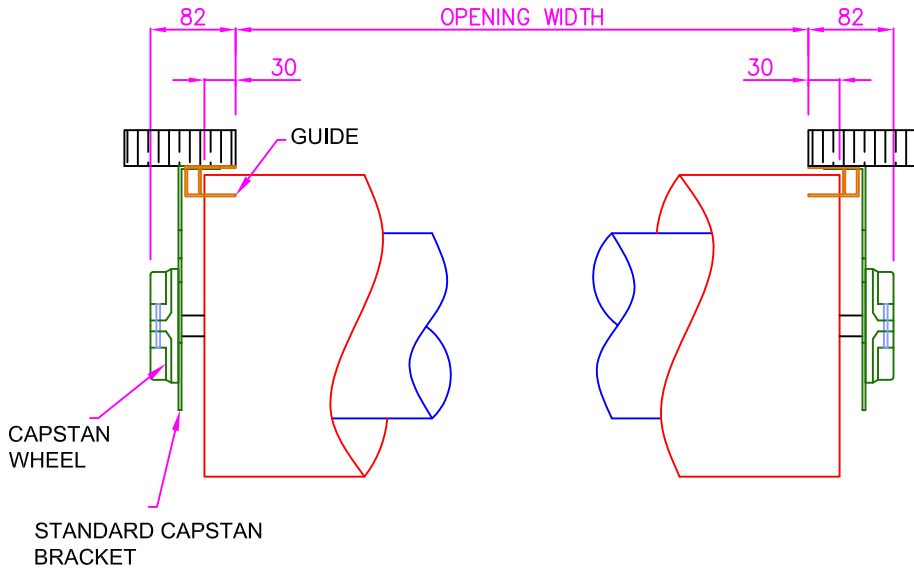 82
OPENING WIDTH
82
30
30
GUIDE
CAPSTAN
WHEEL
STANDARD CAPSTAN
BRACKET